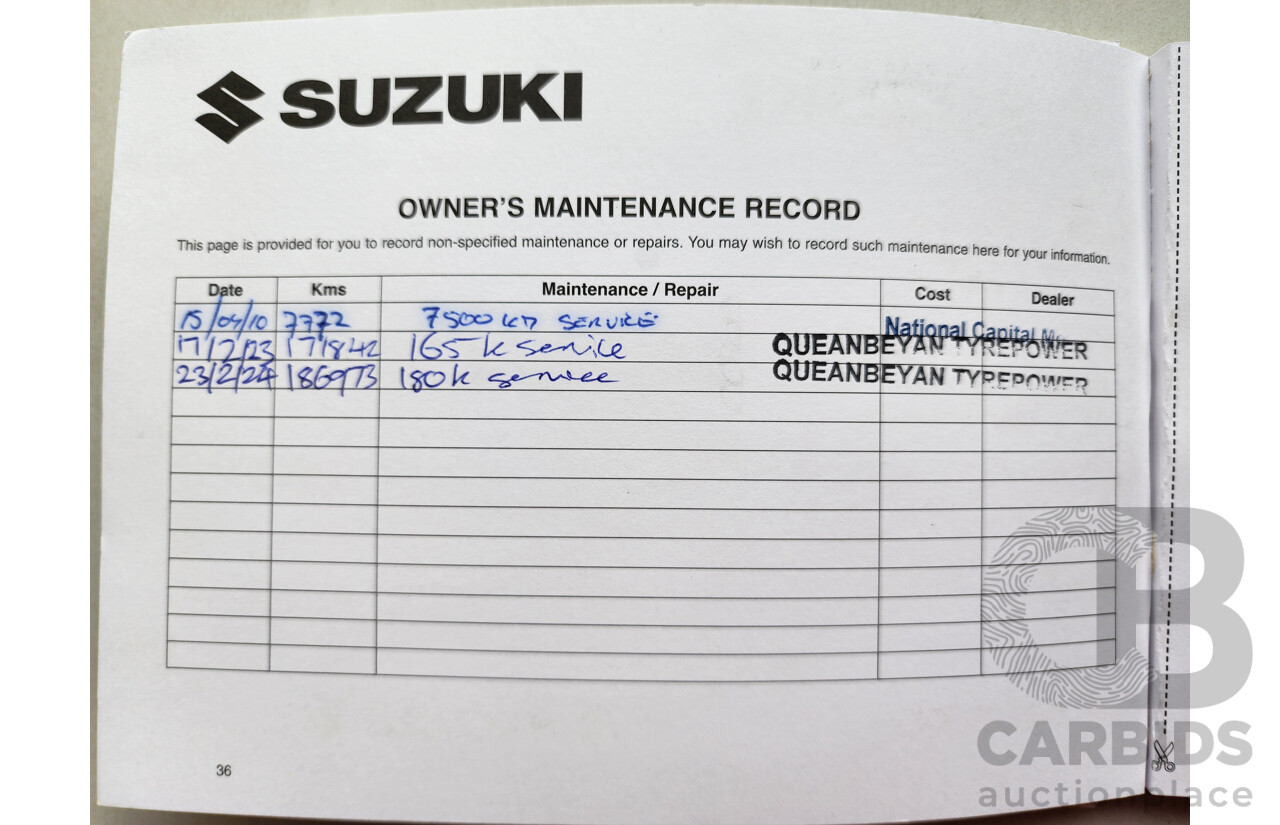 SUZUKI
OWNER'S MAINTENANCE RECORD
This page is provided for you to record non-specified maintenance or repairs. You may wish to record such maintenance here for your information.
Date Kms Maintenance / Repair Cost Dealer
15/04/10 7772 7500 KM SERVICE National Capital
17/2/23 171842 165k service QUEANBEYAN TYREPOWER
23/2/24 186973 180k service QUEANBEYAN TYREPOWER
36
CARBIDS
auctionplace